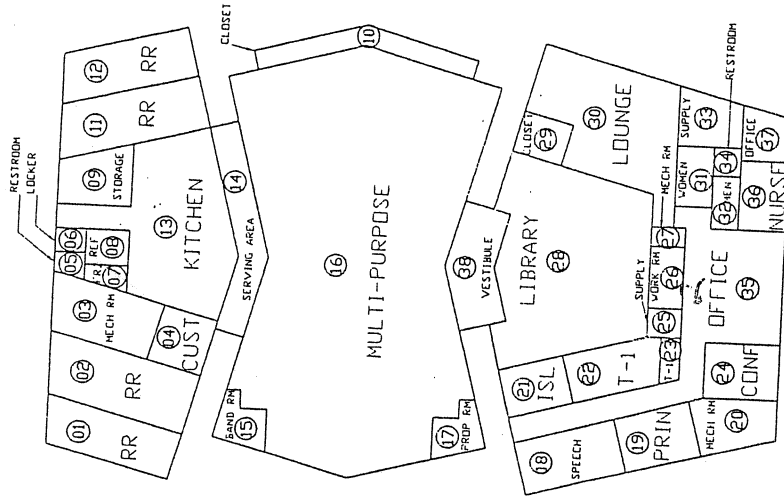 RESTROOM
LOCKER
CLOSET
12
RR
11
RR
09
STORAGE
05
06
REF
08
07
03
MECH RM
04
CUST
02
RR
01
RR
13
KITCHEN
14
SERVING AREA
10
16
MULTI-PURPOSE
BAND RM
15
17
PROP RM
38
VESTIBULE
CLOSET
29
30
LOUNGE
LIBRARY
28
MECH RM
RESTROOM
SUPPLY
33
WOMEN
31
34
32
MEN
OFFICE
37
36
NURSE
27
WORK RM
26
SUPPLY
25
T-1
23
OFFICE
35
21
ISL
22
T-1
24
CONF
18
SPEECH
19
PRIN
MECH RM
20